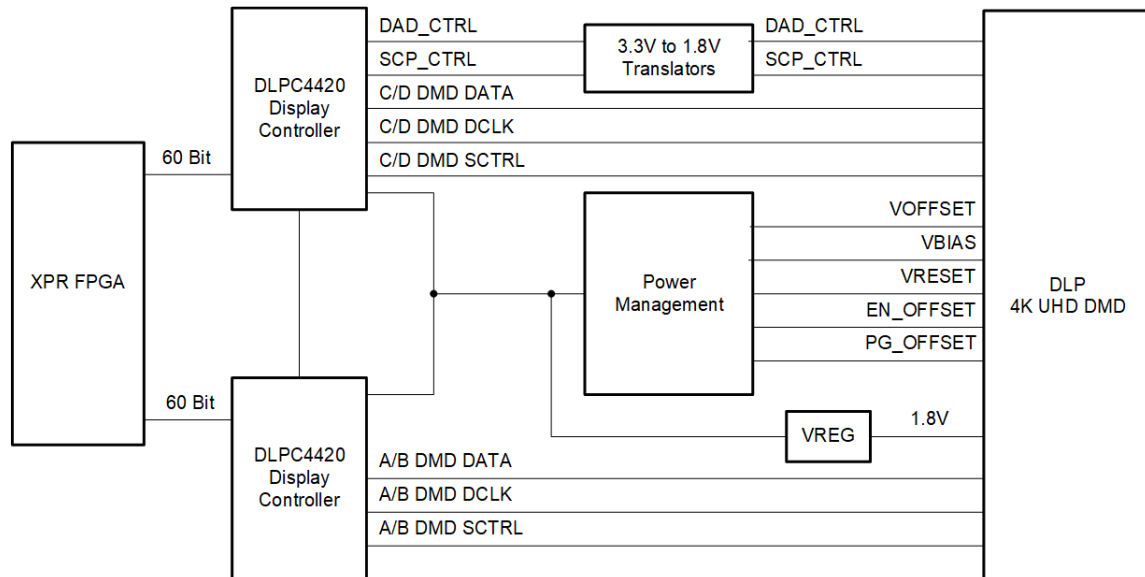 DAD_CTRL
DAD_CTRL
3.3V to 1.8V
Translators
SCP_CTRL
SCP_CTRL
DLPC4420
Display
Controller
C/D DMD DATA
C/D DMD DCLK
60 Bit
C/D DMD SCTRL
VOFFSET
VBIAS
XPR FPGA
Power
Management
VRESET
DLP
4K UHD DMD
EN_OFFSET
PG_OFFSET
60 Bit
VREG
1.8V
DLPC4420
Display
Controller
A/B DMD DATA
A/B DMD DCLK
A/B DMD SCTRL